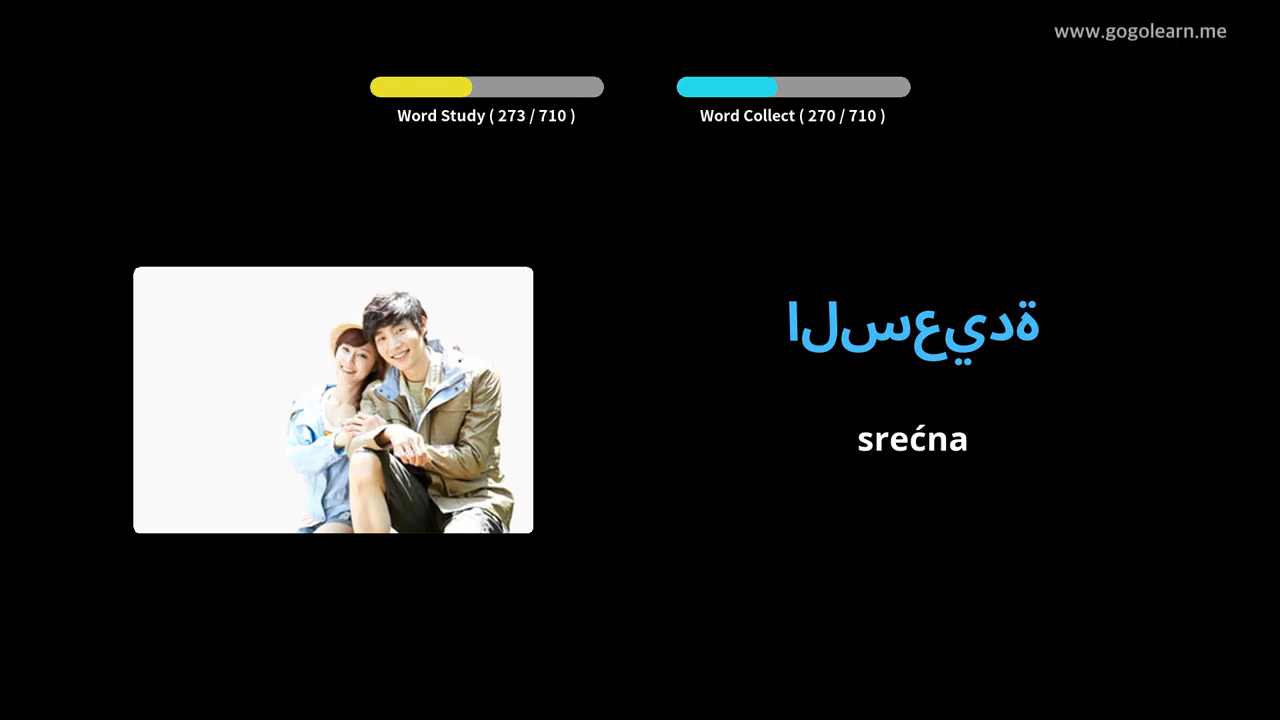 www.gogolearn.me
Word Study ( 273 / 710 )
Word Collect ( 270 / 710 )
السعيدة
srećna